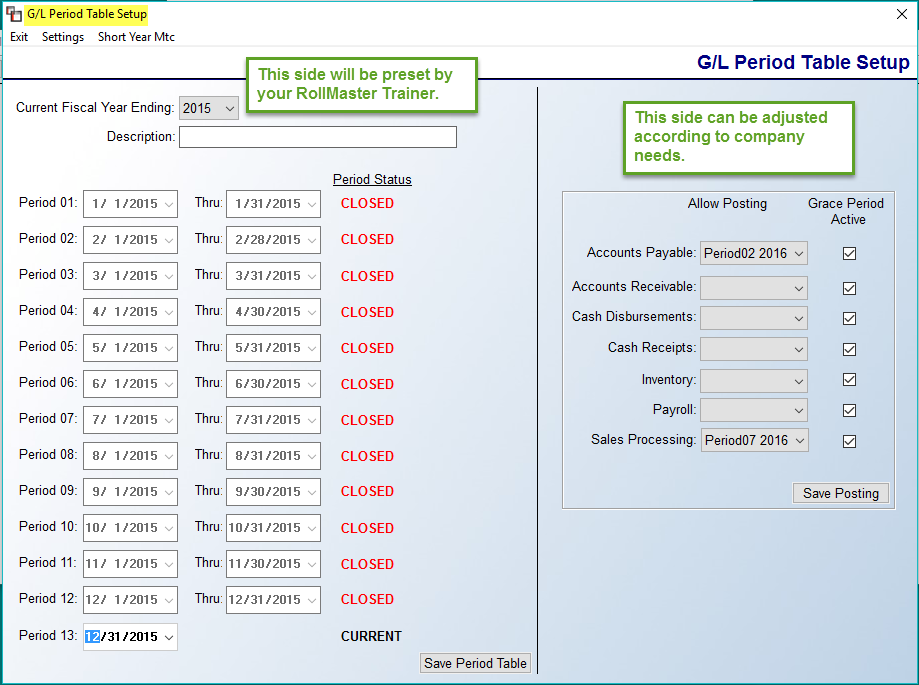 G/L Period Table Setup
Exit Settings Short Year Mtc
G/L Period Table Setup
This side will be preset by
your RollMaster Trainer.
Current Fiscal Year Ending: 2015
Description:
Period Status
Period 01: 1/ 1/2015 Thru: 1/31/2015 CLOSED
Period 02: 2/ 1/2015 Thru: 2/28/2015 CLOSED
Period 03: 3/ 1/2015 Thru: 3/31/2015 CLOSED
Period 04: 4/ 1/2015 Thru: 4/30/2015 CLOSED
Period 05: 5/ 1/2015 Thru: 5/31/2015 CLOSED
Period 06: 6/ 1/2015 Thru: 6/30/2015 CLOSED
Period 07: 7/ 1/2015 Thru: 7/31/2015 CLOSED
Period 08: 8/ 1/2015 Thru: 8/31/2015 CLOSED
Period 09: 9/ 1/2015 Thru: 9/30/2015 CLOSED
Period 10: 10/ 1/2015 Thru: 10/31/2015 CLOSED
Period 11: 11/ 1/2015 Thru: 11/30/2015 CLOSED
Period 12: 12/ 1/2015 Thru: 12/31/2015 CLOSED
Period 13: 12/31/2015 CURRENT
Save Period Table
This side can be adjusted
according to company
needs.
Allow Posting Grace Period
Active
Accounts Payable: Period02 2016
Accounts Receivable:
Cash Disbursements:
Cash Receipts:
Inventory:
Payroll:
Sales Processing: Period07 2016
Save Posting